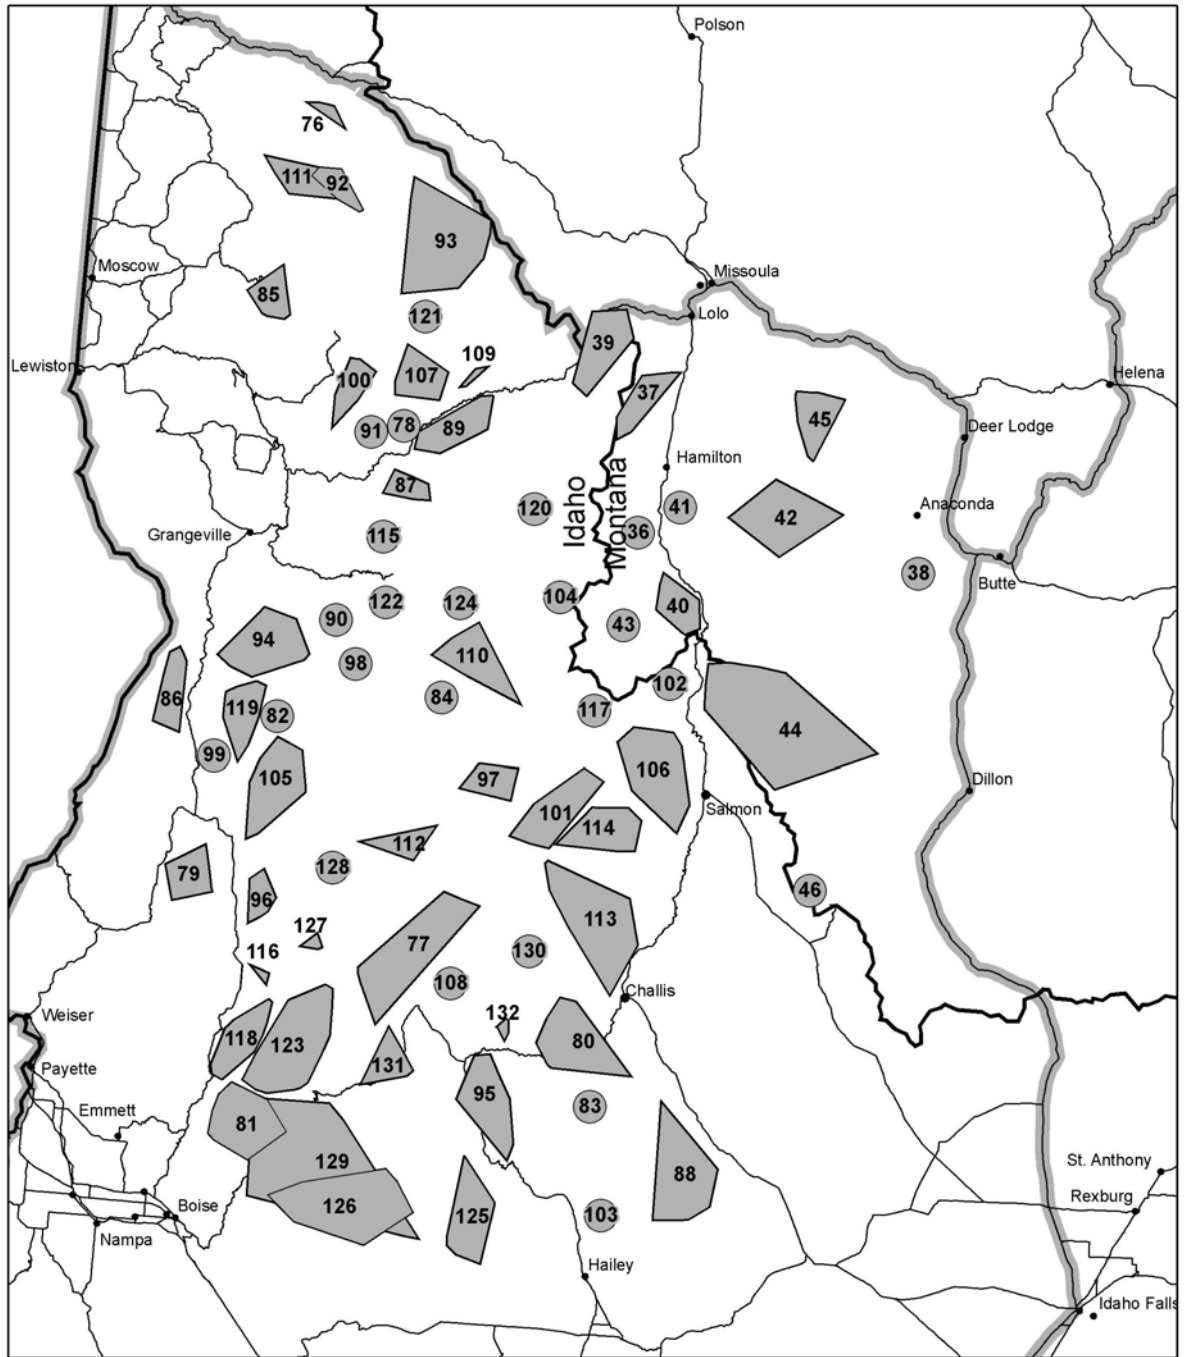 Polson
76
111
92
93
Moscow
85
Missoula
121
Lolo
39
109
Lewiston
100
107
37
Helena
45
91
78
89
Deer Lodge
Hamilton
87
Idaho
Montana
120
41
42
Anaconda
115
36
Grangeville
38
Butte
122
124
104
40
90
43
94
98
110
86
84
102
119
82
117
44
99
105
97
106
Dillon
101
Salmon
114
112
79
128
96
46
113
127
77
116
130
108
Challis
Weiser
132
118
123
80
131
Payette
95
83
Emmett
81
129
88
St. Anthony
Rexburg
126
Boise
125
103
Nampa
Hailey
Idaho Falls